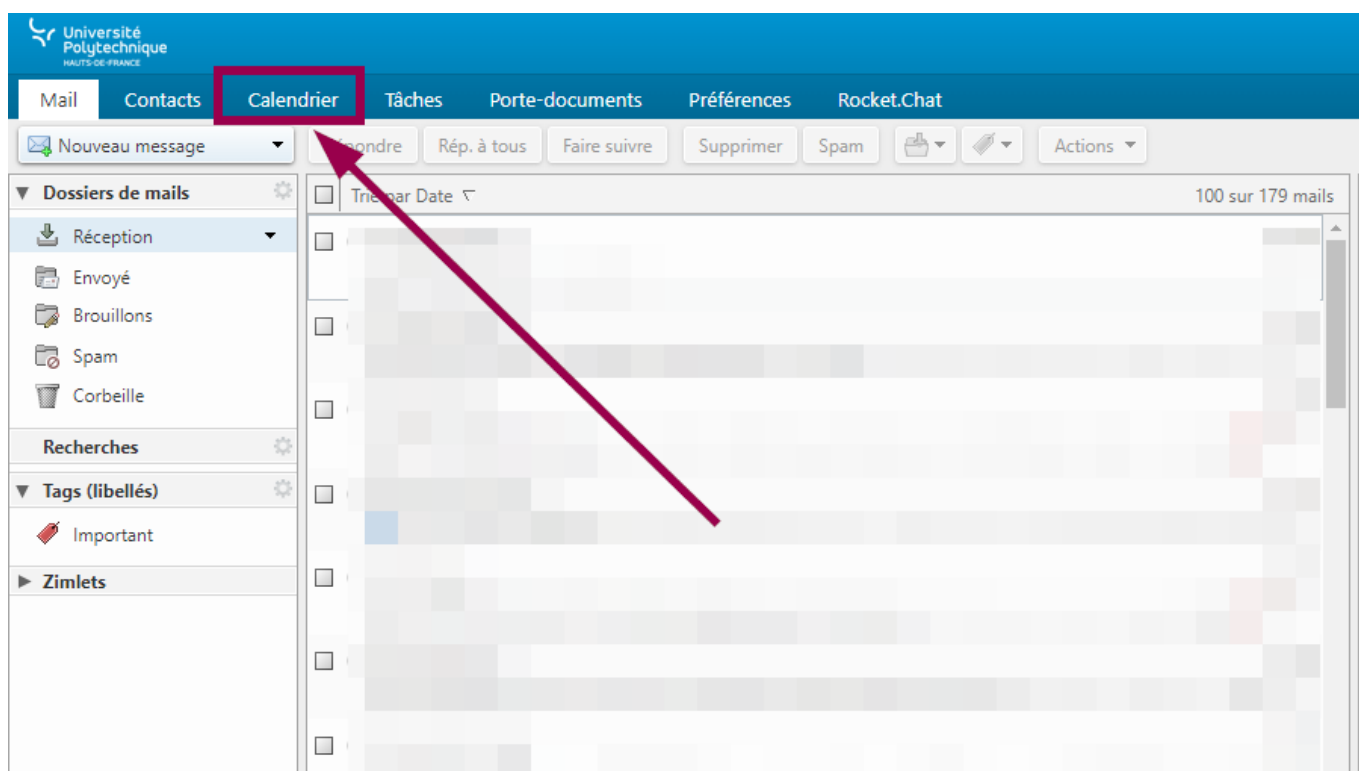 Université
Polytechnique
HAUTS-DE-FRANCE
Mail Contacts Calendrier Tâches Porte-documents Préférences Rocket.Chat
Nouveau message Rép. à tous Faire suivre Supprimer Spam Actions
Dossiers de mails
par Date 100 sur 179 mails
Réception
Envoyé
Brouillons
Spam
Corbeille
Recherches
Tags (libellés)
Important
Zimlets